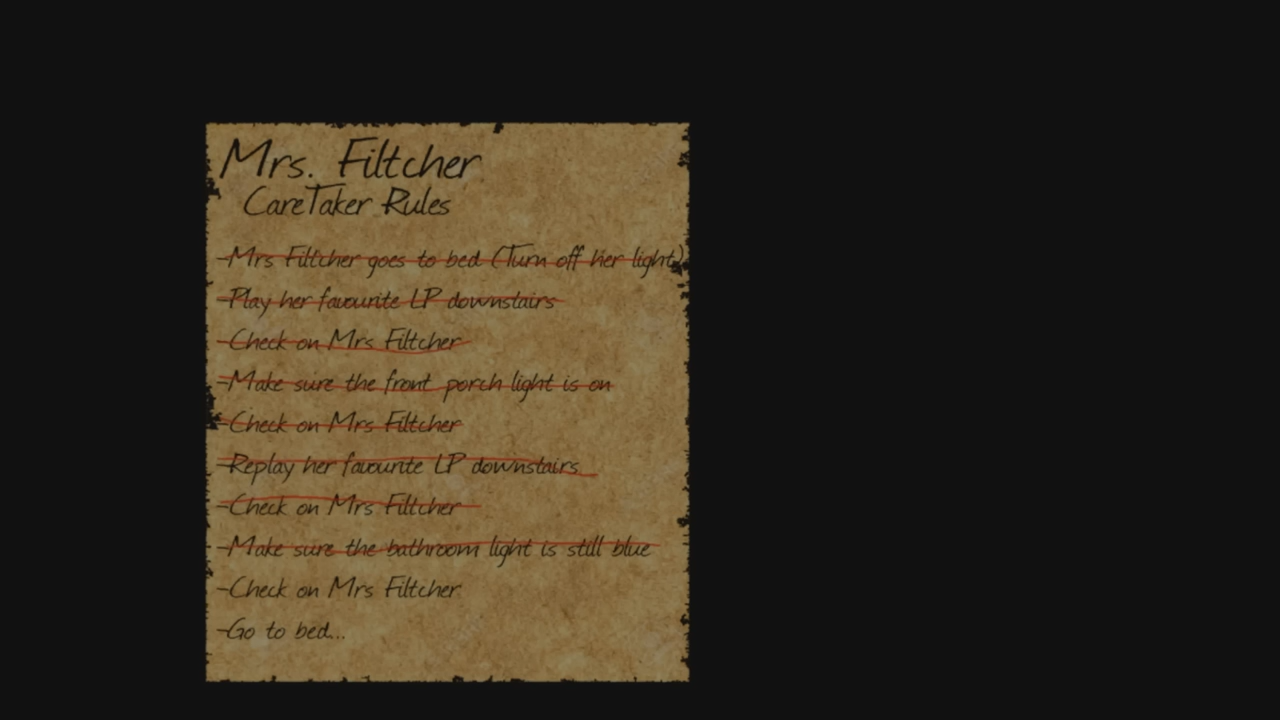 Mrs. Filtcher
CareTaker Rules
-Mrs Filtcher goes to bed (Turn off her light)
-Play her favourite LP downstairs
-Check on Mrs Filtcher
-Make sure the front porch light is on
-Check on Mrs Filtcher
-Replay her favourite LP downstairs
-Check on Mrs Filtcher
-Make sure the bathroom light is still blue
-Check on Mrs Filtcher
-Go to bed...